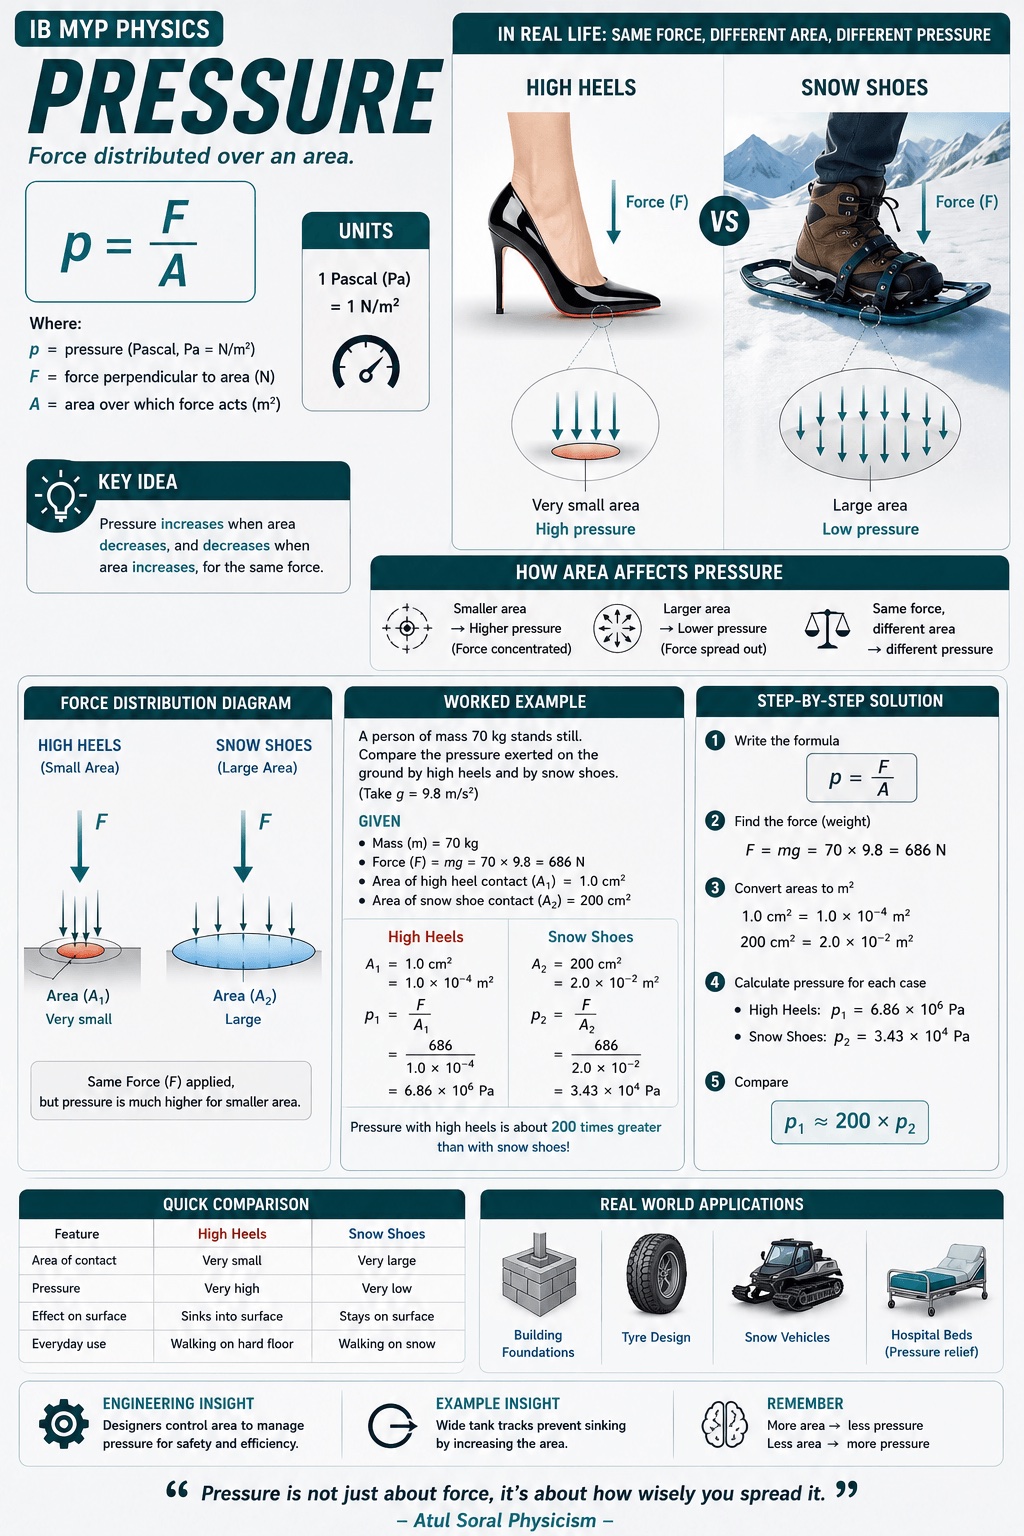 IB MYP PHYSICS
PRESSURE
Force distributed over an area.
p = F / A
Where:
p = pressure (Pascal, Pa = N/m²)
F = force perpendicular to area (N)
A = area over which force acts (m²)
UNITS
1 Pascal (Pa)
= 1 N/m²
KEY IDEA
Pressure increases when area
decreases, and decreases when
area increases, for the same force.
IN REAL LIFE: SAME FORCE, DIFFERENT AREA, DIFFERENT PRESSURE
HIGH HEELS
Force (F)
Very small area
High pressure
VS
SNOW SHOES
Force (F)
Large area
Low pressure
HOW AREA AFFECTS PRESSURE
Smaller area
→ Higher pressure
(Force concentrated)
Larger area
→ Lower pressure
(Force spread out)
Same force,
different area
→ different pressure
FORCE DISTRIBUTION DIAGRAM
HIGH HEELS
(Small Area)
F
Area (A₁)
Very small
SNOW SHOES
(Large Area)
F
Area (A₂)
Large
Same Force (F) applied,
but pressure is much higher for smaller area.
WORKED EXAMPLE
A person of mass 70 kg stands still.
Compare the pressure exerted on the
ground by high heels and by snow shoes.
(Take g = 9.8 m/s²)
GIVEN
• Mass (m) = 70 kg
• Force (F) = mg = 70 × 9.8 = 686 N
• Area of high heel contact (A₁) = 1.0 cm²
• Area of snow shoe contact (A₂) = 200 cm²
High Heels
A₁ = 1.0 cm²
= 1.0 × 10⁻⁴ m²
p₁ = F / A₁
= 686 / 1.0 × 10⁻⁴
= 6.86 × 10⁶ Pa
Snow Shoes
A₂ = 200 cm²
= 2.0 × 10⁻² m²
p₂ = F / A₂
= 686 / 2.0 × 10⁻²
= 3.43 × 10⁴ Pa
Pressure with high heels is about 200 times greater
than with snow shoes!
STEP-BY-STEP SOLUTION
1 Write the formula
p = F / A
2 Find the force (weight)
F = mg = 70 × 9.8 = 686 N
3 Convert areas to m²
1.0 cm² = 1.0 × 10⁻⁴ m²
200 cm² = 2.0 × 10⁻² m²
4 Calculate pressure for each case
• High Heels: p₁ = 6.86 × 10⁶ Pa
• Snow Shoes: p₂ = 3.43 × 10⁴ Pa
5 Compare
p₁ ≈ 200 × p₂
QUICK COMPARISON
Feature High Heels Snow Shoes
Area of contact Very small Very large
Pressure Very high Very low
Effect on surface Sinks into surface Stays on surface
Everyday use Walking on hard floor Walking on snow
REAL WORLD APPLICATIONS
Building
Foundations
Tyre Design
Snow Vehicles
Hospital Beds
(Pressure relief)
ENGINEERING INSIGHT
Designers control area to manage
pressure for safety and efficiency.
EXAMPLE INSIGHT
Wide tank tracks prevent sinking
by increasing the area.
REMEMBER
More area → less pressure
Less area → more pressure
“ Pressure is not just about force, it’s about how wisely you spread it. ”
– Atul Soral Physicism –